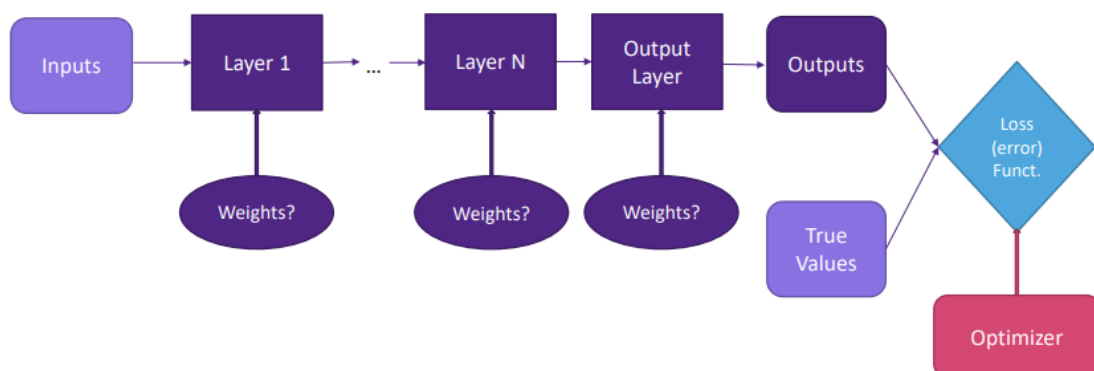 Inputs
Layer 1
...
Layer N
Output
Layer
Outputs
Loss
(error)
Funct.
Weights?
Weights?
Weights?
True
Values
Optimizer